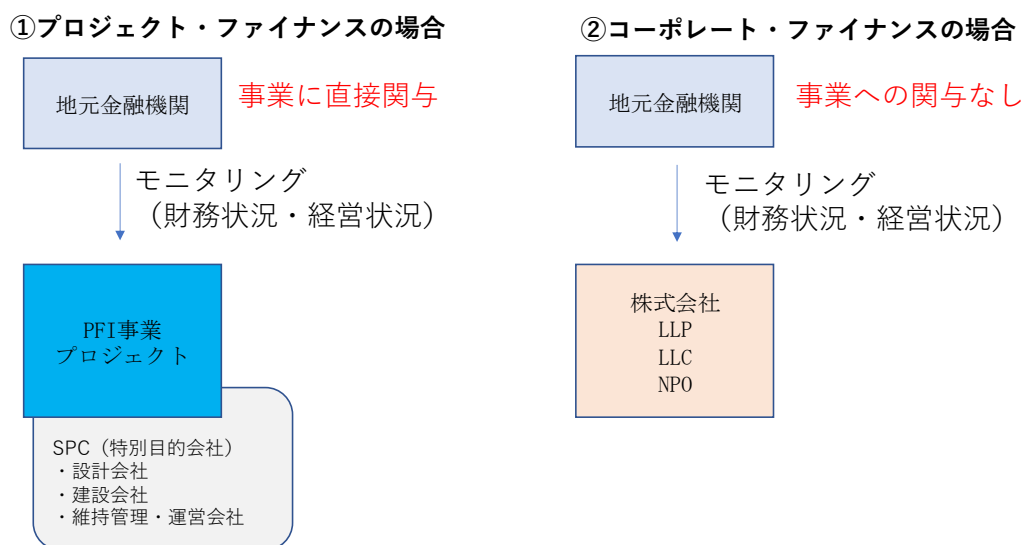 ①プロジェクト・ファイナンスの場合
地元金融機関
事業に直接関与
モニタリング
（財務状況・経営状況）
PFI事業
プロジェクト
SPC（特別目的会社）
・設計会社
・建設会社
・維持管理・運営会社
②コーポレート・ファイナンスの場合
地元金融機関
事業への関与なし
モニタリング
（財務状況・経営状況）
株式会社
LLP
LLC
NPO